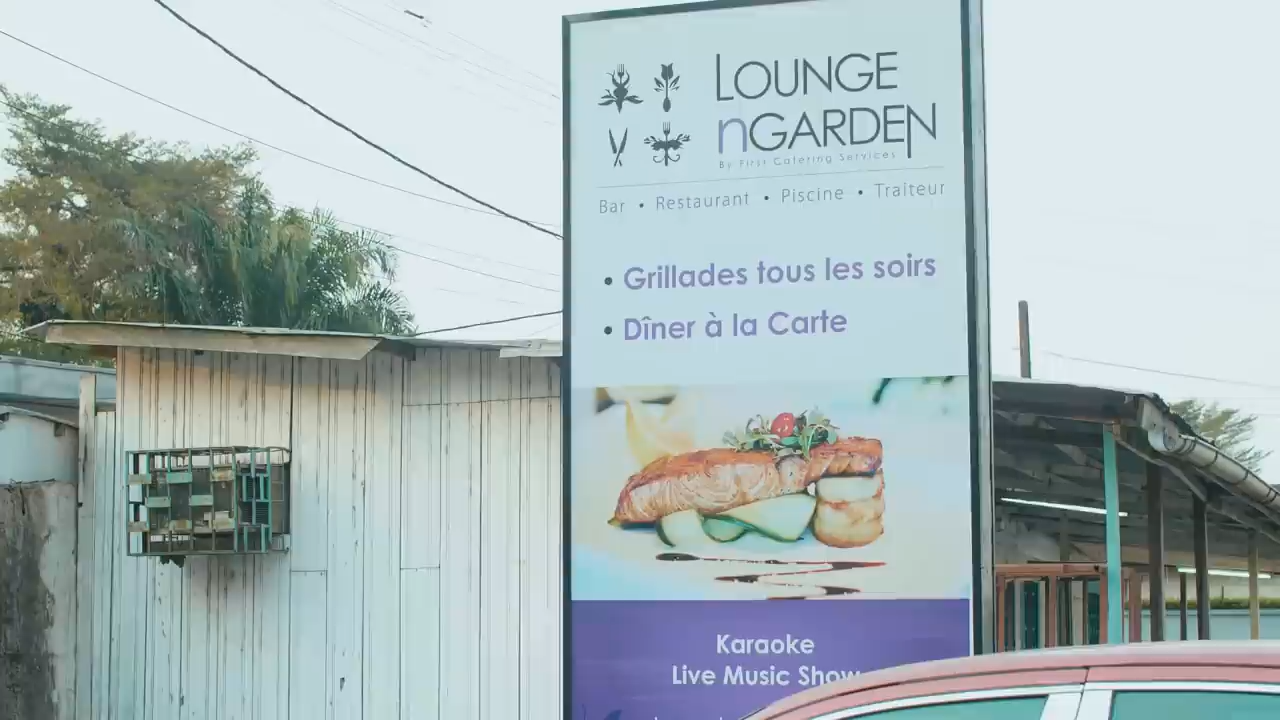 LOUNGE
nGARDEN
By First Catering Services
Bar • Restaurant • Piscine • Traiteur
• Grillades tous les soirs
• Dîner à la Carte
Karaoke
Live Music Show